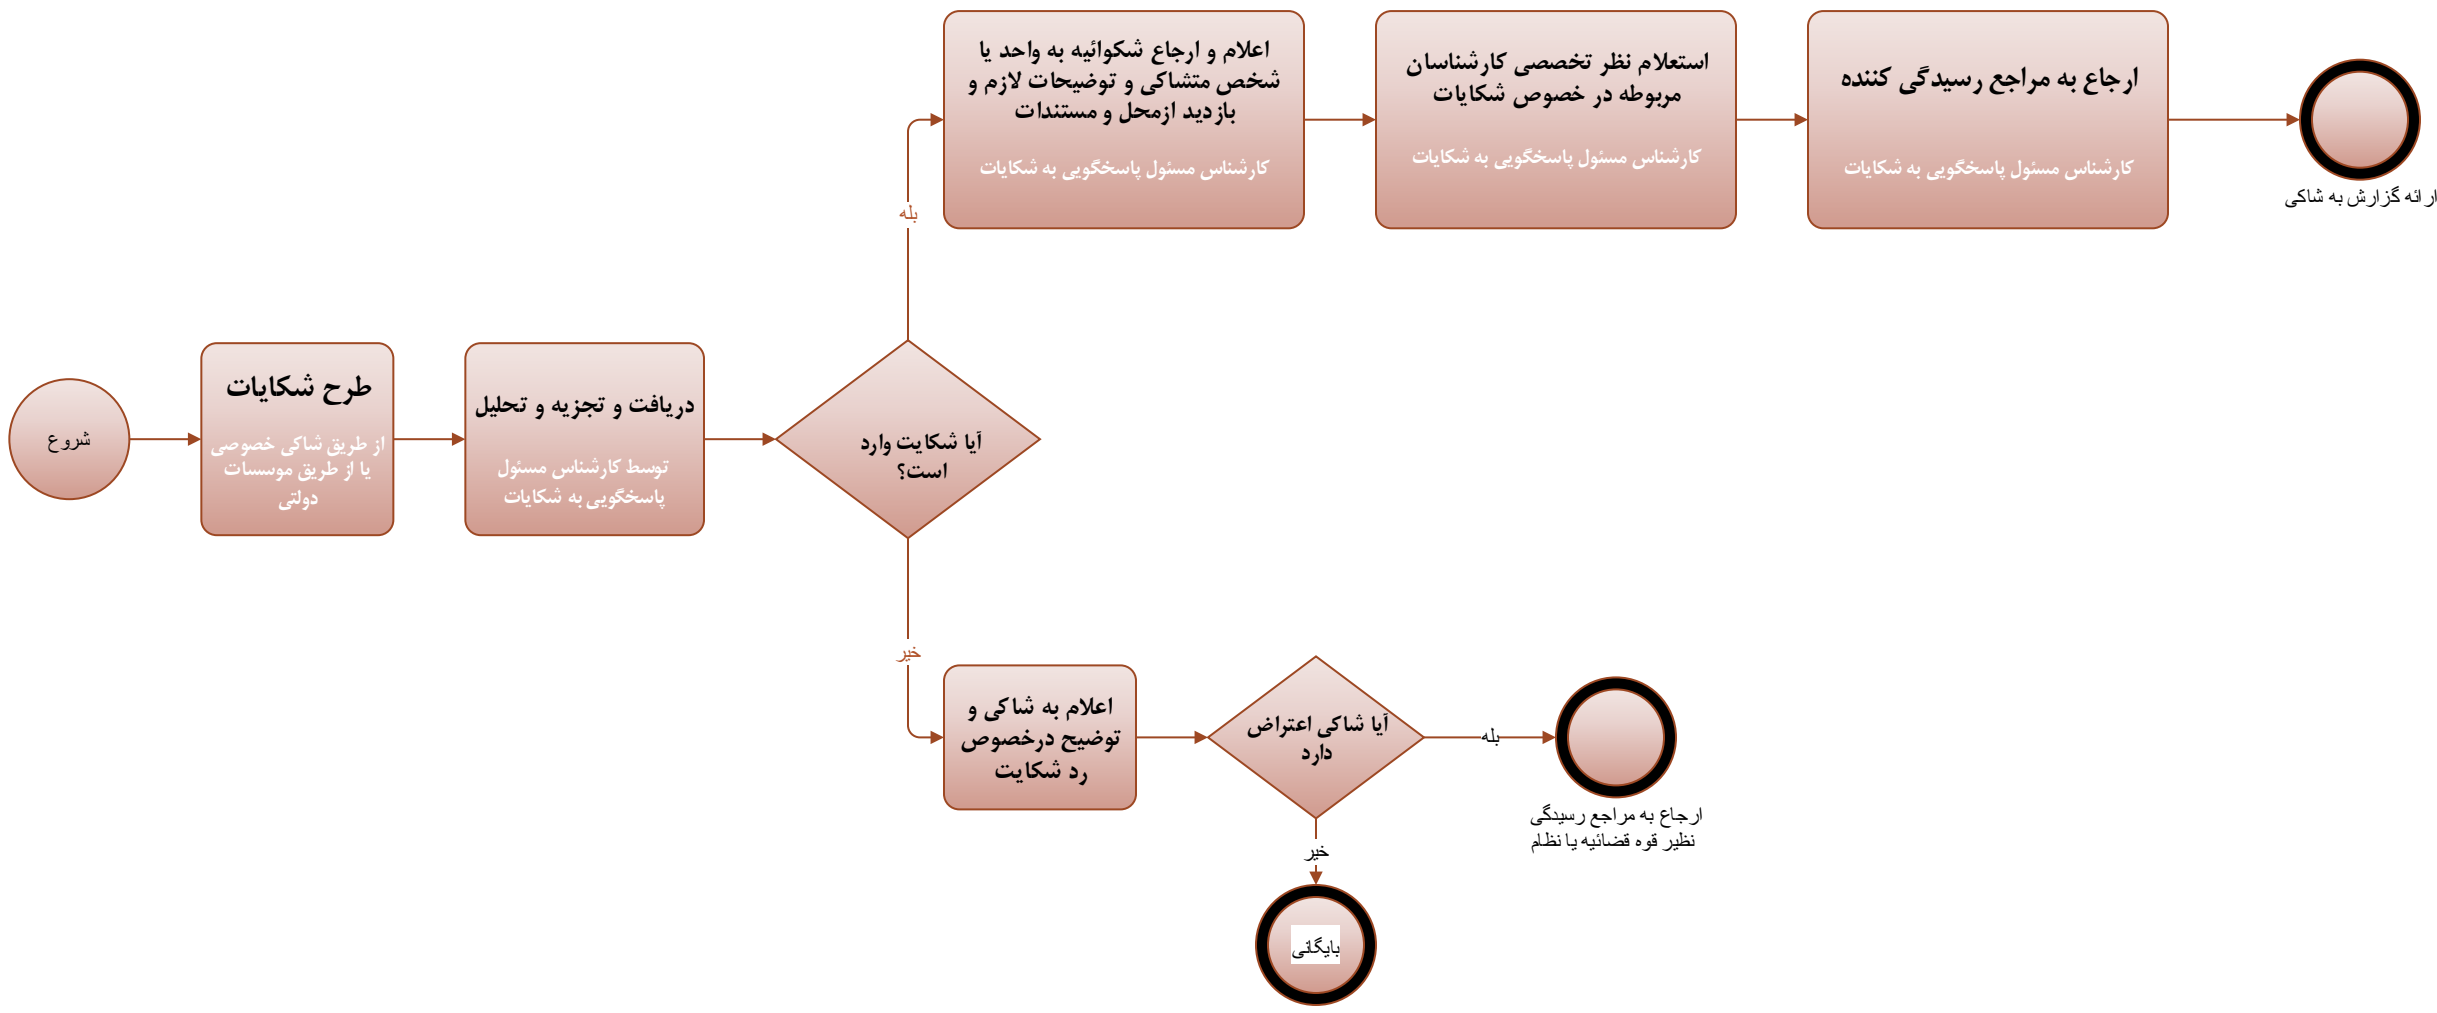 شروع
طرح شکایات
از طریق شاکی خصوصی
یا از طریق موسسات
دولتی
دریافت و تجزیه و تحلیل
توسط کارشناس مسئول
پاسخگویی به شکایات
آیا شکایت وارد
است؟
بله
اعلام و ارجاع شکوائیه به واحد یا
شخص متشاکی و توضیحات لازم و
بازدید ازمحل و مستندات
کارشناس مسئول پاسخگویی به شکایات
استعلام نظر تخصصی کارشناسان
مربوطه در خصوص شکایات
کارشناس مسئول پاسخگویی به شکایات
ارجاع به مراجع رسیدگی کننده
کارشناس مسئول پاسخگویی به شکایات
ارائه گزارش به شاکی
خیر
اعلام به شاکی و
توضیح درخصوص
رد شکایت
آیا شاکی اعتراض
دارد
بله
ارجاع به مراجع رسیدگی
نظیر قوه قضائیه یا نظام
خیر
بایگانی